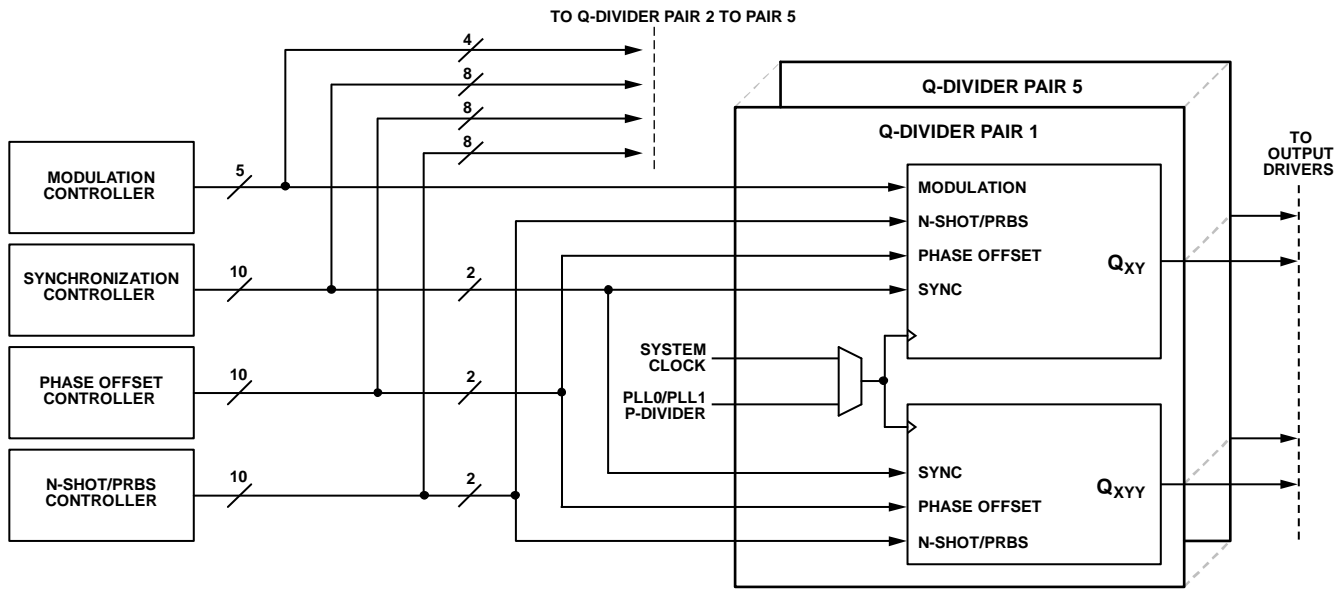 TO Q-DIVIDER PAIR 2 TO PAIR 5
4
8
8
8
Q-DIVIDER PAIR 5
Q-DIVIDER PAIR 1
TO
OUTPUT
DRIVERS
MODULATION
CONTROLLER
5
MODULATION
N-SHOT/PRBS
PHASE OFFSET
SYNC
QXY
SYNCHRONIZATION
CONTROLLER
10
2
SYSTEM
CLOCK
PLL0/PLL1
P-DIVIDER
PHASE OFFSET
CONTROLLER
10
2
N-SHOT/PRBS
CONTROLLER
10
2
SYNC
PHASE OFFSET
N-SHOT/PRBS
QXYY